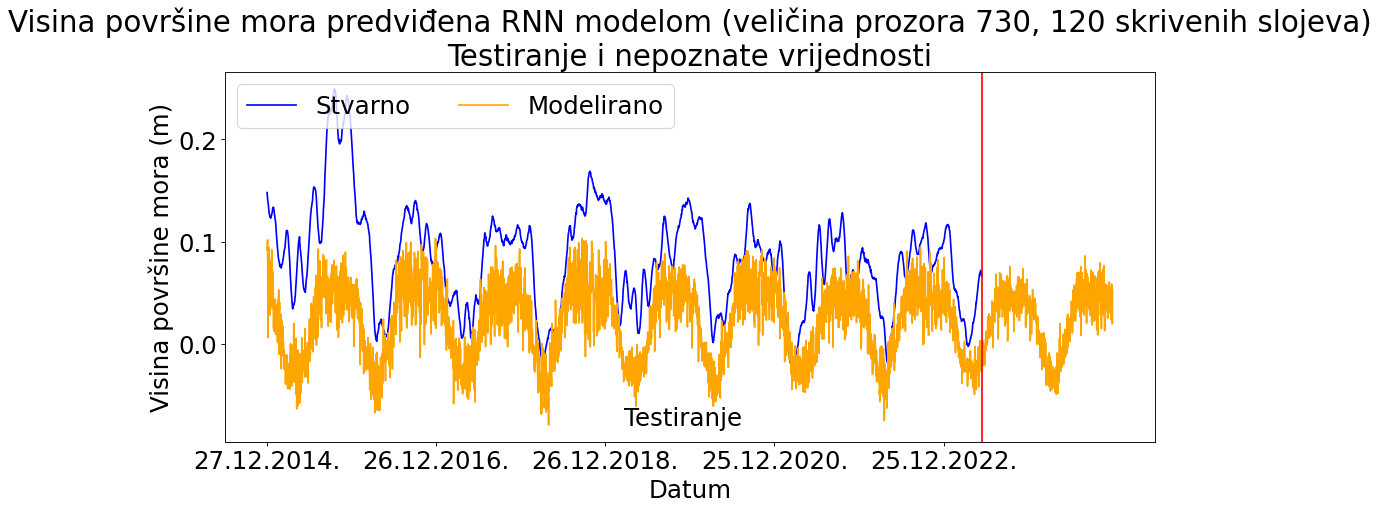 Visina površine mora predviđena RNN modelom (veličina prozora 730, 120 skrivenih slojeva)
Testiranje i nepoznate vrijednosti
Stvarno
Modelirano
Visina površine mora (m)
0.2
0.1
0.0
Testiranje
27.12.2014.
26.12.2016.
26.12.2018.
25.12.2020.
25.12.2022.
Datum